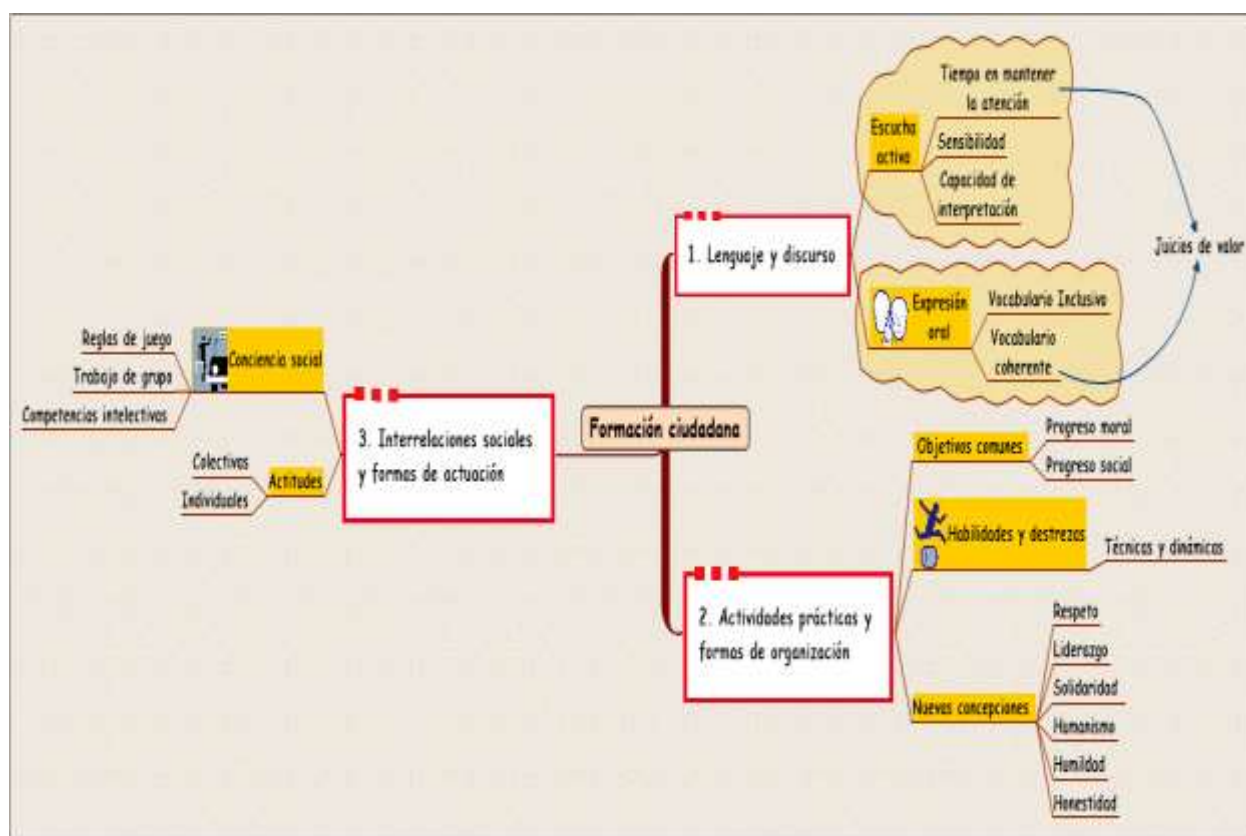 Formación ciudadana
1. Lenguaje y discurso
Escucha
activa
Tiempo en mantener
la atención
Sensibilidad
Capacidad de
interpretación
Expresión
oral
Vocabulario Inclusivo
Vocabulario
coherente
Juicios de valor
2. Actividades prácticas y
formas de organización
Objetivos comunes
Progreso moral
Progreso social
Habilidades y destrezas
Técnicas y dinámicas
Nuevas concepciones
Respeto
Liderazgo
Solidaridad
Humanismo
Humildad
Honestidad
3. Interrelaciones sociales
y formas de actuación
Conciencia social
Reglas de juego
Trabajo de grupo
Competencias intelectivas
Actitudes
Colectivas
Individuales